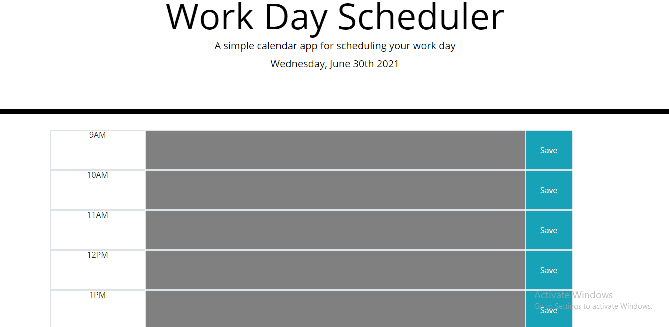 Work Day Scheduler
A simple calendar app for scheduling your work day
Wednesday, June 30th 2021
9AM
Save
10AM
Save
11AM
Save
12PM
Save
1PM
Save
Activate Windows
Go to Settings to activate Windows.